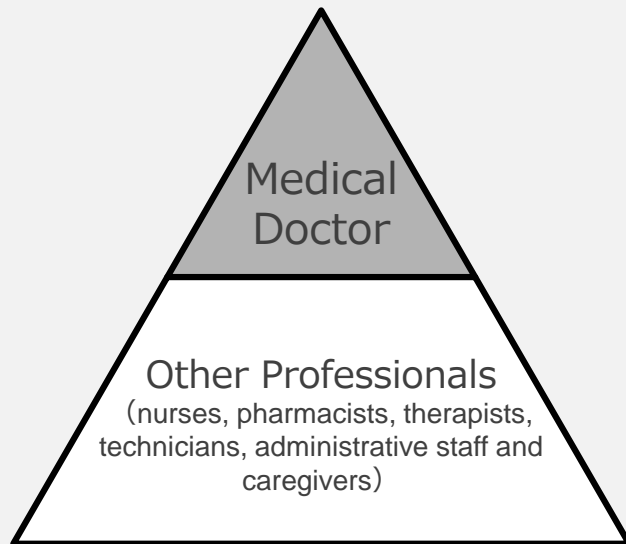 Medical
Doctor
Other Professionals
（nurses, pharmacists, therapists,
technicians, administrative staff and
caregivers）